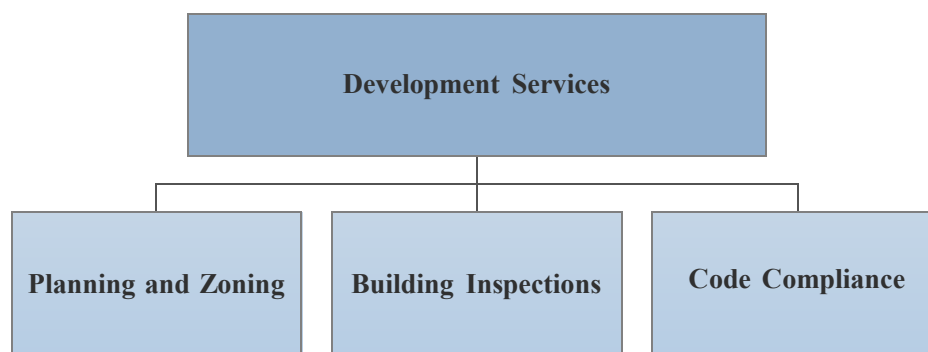 Development Services
Planning and Zoning
Building Inspections
Code Compliance